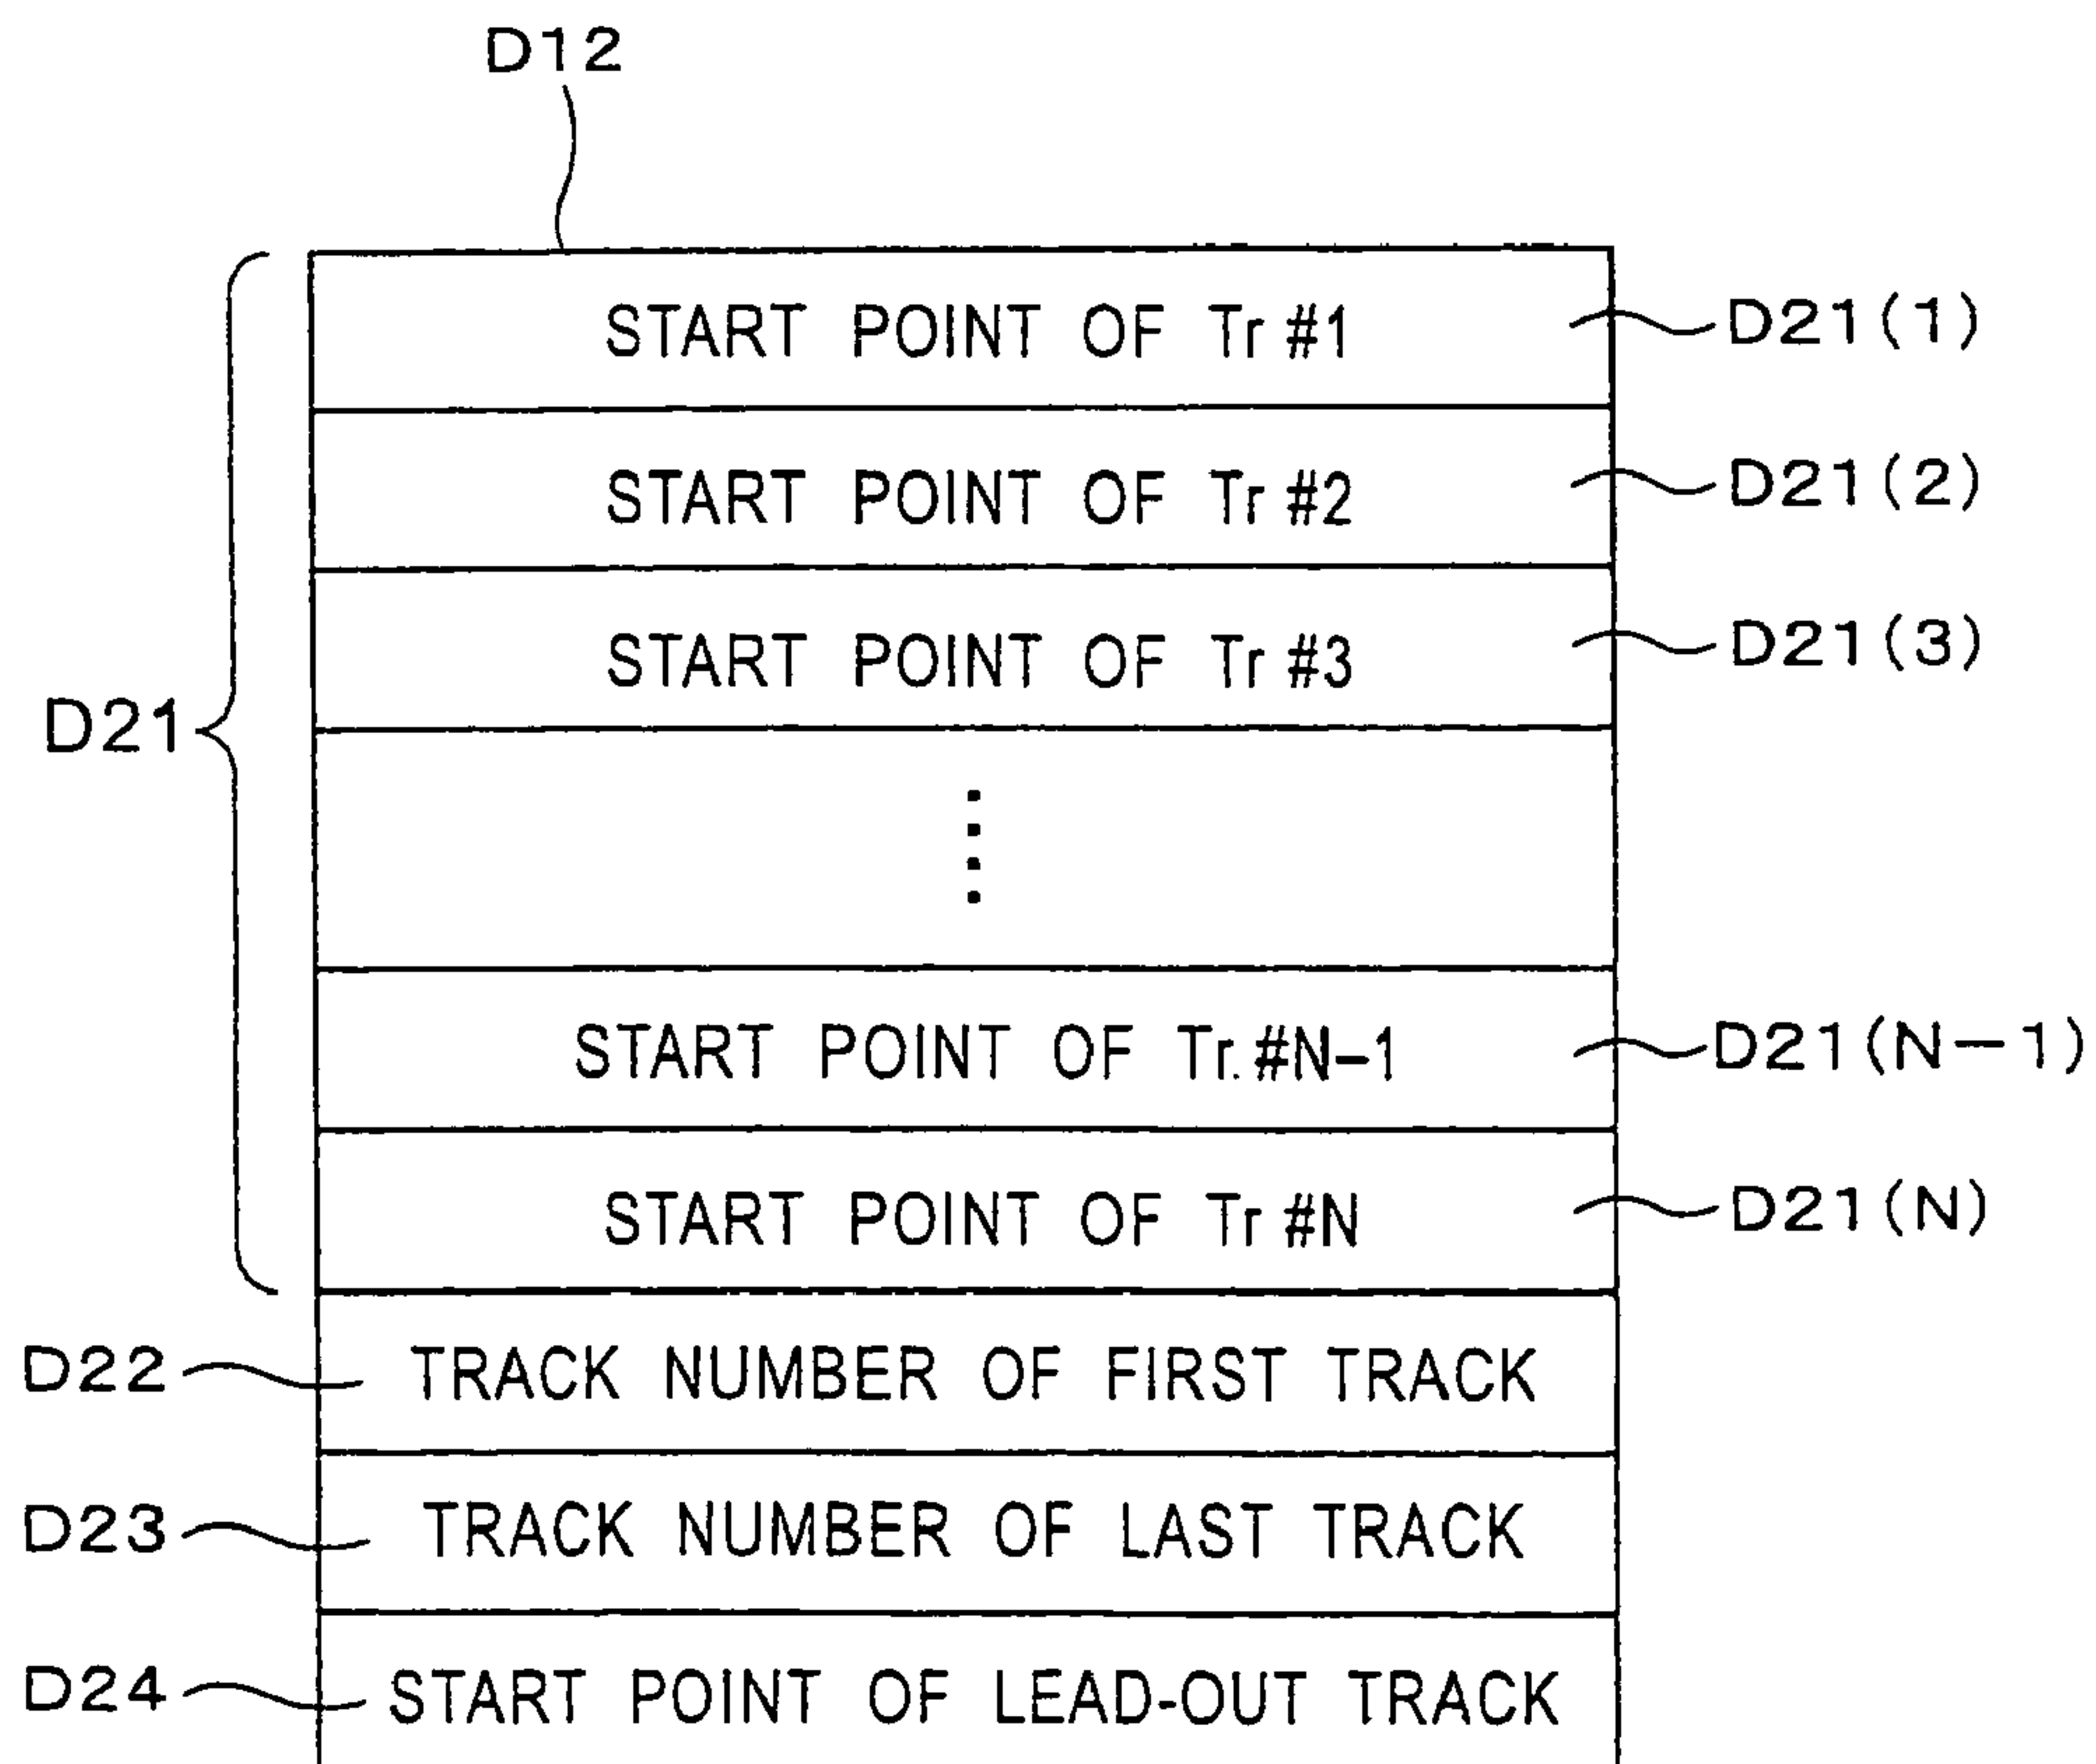 D12
START POINT OF Tr #1 D21(1)
START POINT OF Tr #2 D21(2)
START POINT OF Tr #3 D21(3)
D21
START POINT OF Tr. #N-1 D21(N-1)
START POINT OF Tr #N D21(N)
D22 TRACK NUMBER OF FIRST TRACK
D23 TRACK NUMBER OF LAST TRACK
D24 START POINT OF LEAD-OUT TRACK